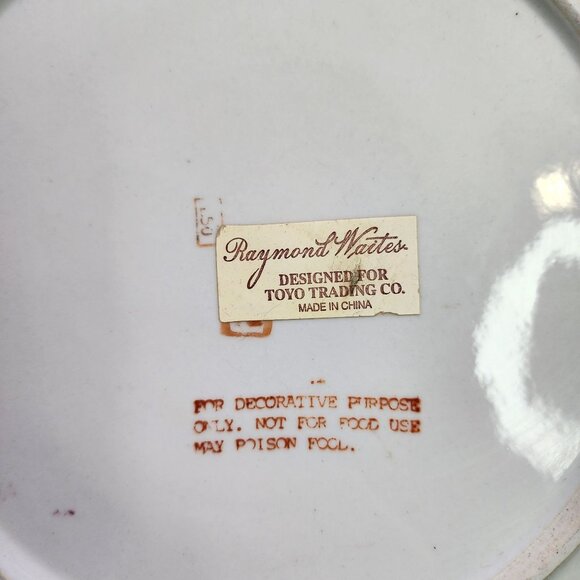 Raymond Waites
DESIGNED FOR
TOYO TRADING CO.
MADE IN CHINA
FOR DECORATIVE PURPOSE
ONLY. NOT FOR FOOD USE
MAY POISON FOOD.